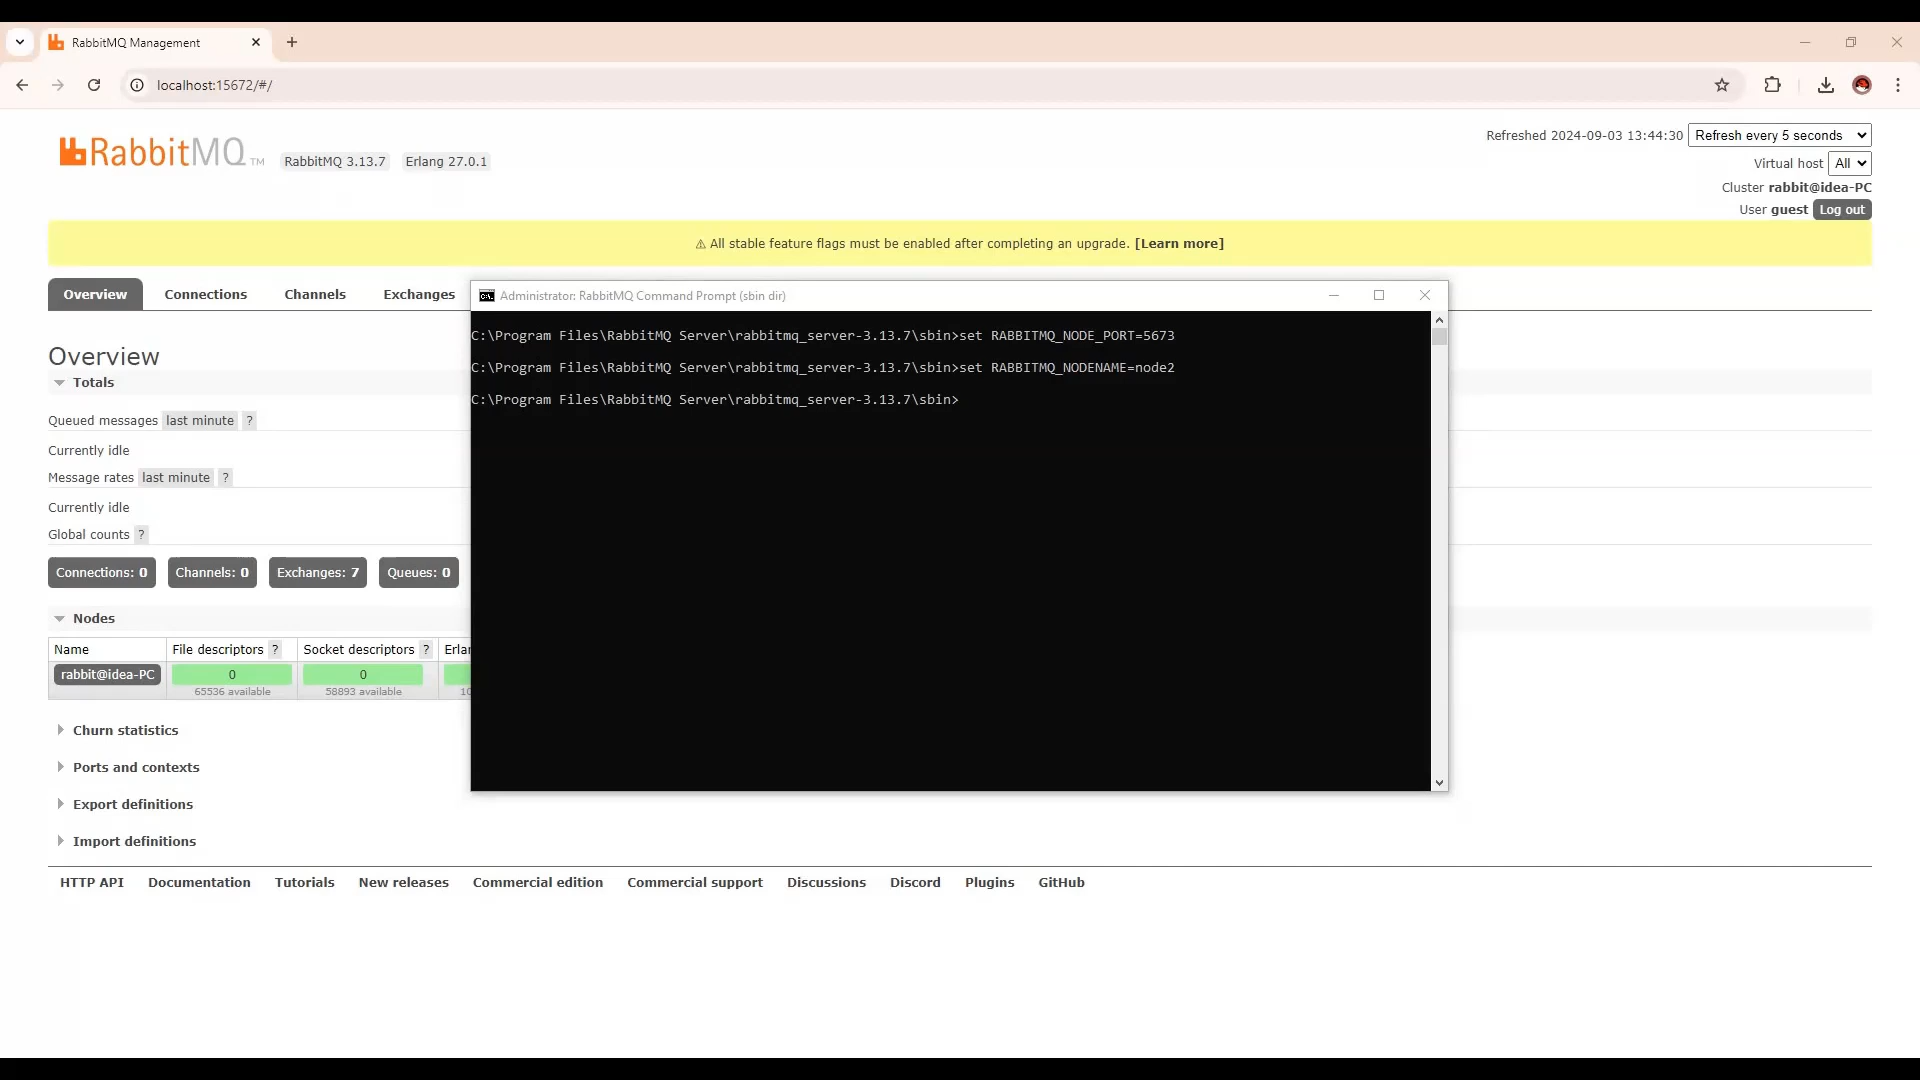 RabbitMQ Management
localhost:15672/#/
RabbitMQ TM RabbitMQ 3.13.7 Erlang 27.0.1
Refreshed 2024-09-03 13:44:30 Refresh every 5 seconds
Virtual host All
Cluster rabbit@idea-PC
User guest Log out
⚠ All stable feature flags must be enabled after completing an upgrade. [Learn more]
Overview Connections Channels Exchanges
Administrator: RabbitMQ Command Prompt (sbin dir)
C:\Program Files\RabbitMQ Server\rabbitmq_server-3.13.7\sbin>set RABBITMQ_NODE_PORT=5673
C:\Program Files\RabbitMQ Server\rabbitmq_server-3.13.7\sbin>set RABBITMQ_NODENAME=node2
C:\Program Files\RabbitMQ Server\rabbitmq_server-3.13.7\sbin>
Overview
Totals
Queued messages last minute ?
Currently idle
Message rates last minute ?
Currently idle
Global counts ?
Connections: 0 Channels: 0 Exchanges: 7 Queues: 0
Nodes
Name File descriptors ? Socket descriptors ? Erla
rabbit@idea-PC 0 0
65536 available 58893 available 10
Churn statistics
Ports and contexts
Export definitions
Import definitions
HTTP API Documentation Tutorials New releases Commercial edition Commercial support Discussions Discord Plugins GitHub